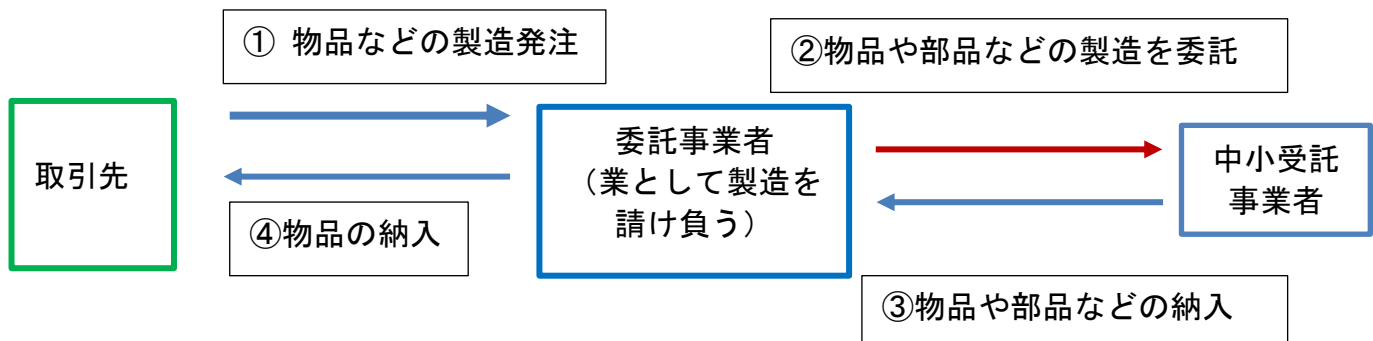 ① 物品などの製造発注
②物品や部品などの製造を委託
取引先
委託事業者
（業として製造を
請け負う）
中小受託
事業者
④物品の納入
③物品や部品などの納入